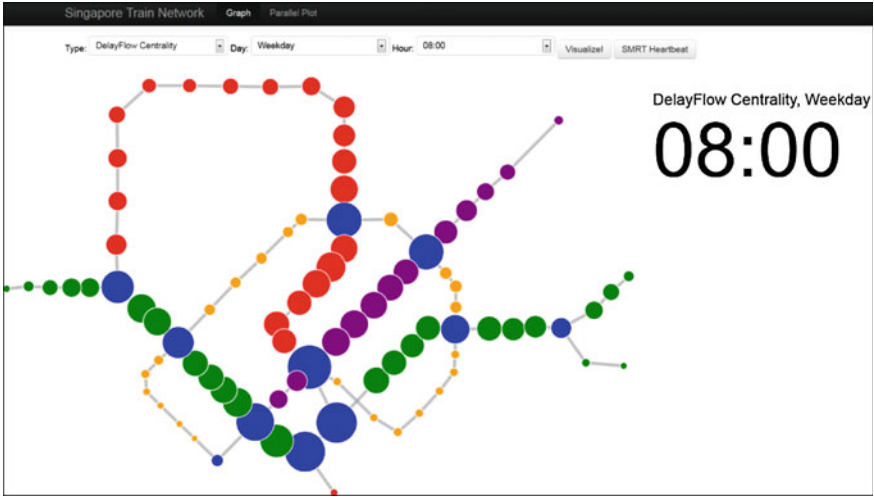 Singapore Train Network Graph Parallel Plot
Type: DelayFlow Centrality Day: Weekday Hour: 08:00 Visualize! SMRT Heartbeat
DelayFlow Centrality, Weekday
08:00